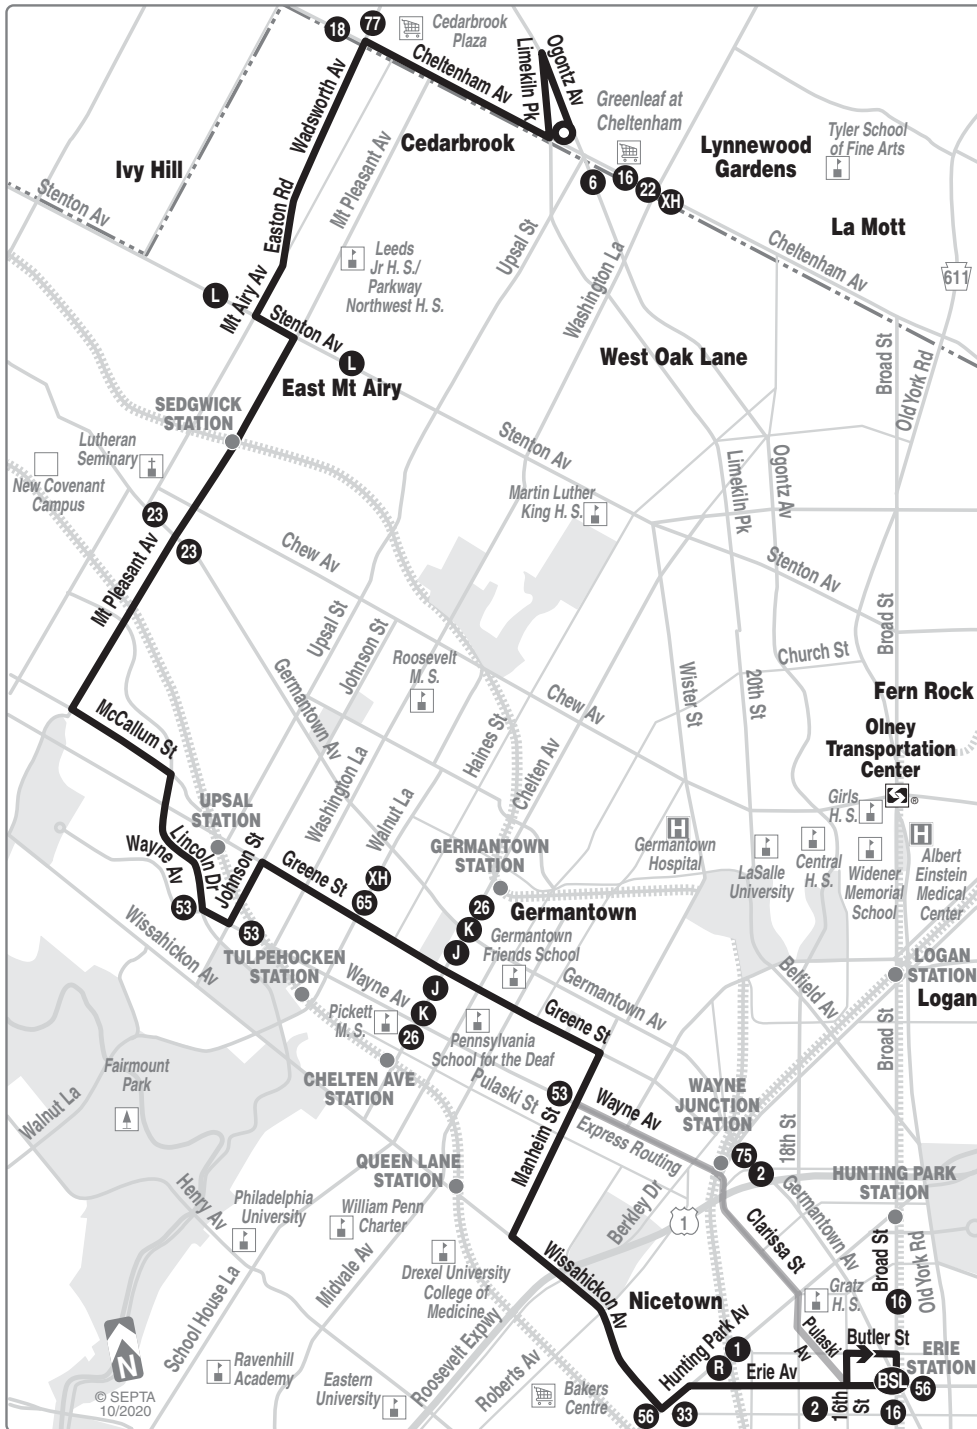 18
77
Cedarbrook
Plaza
Cheltenham Av
Limekiln Pk
Ogontz Av
Wadsworth Av
Greenleaf at
Cheltenham
Ivy Hill
Mt Pleasant Av
Cedarbrook
6
16
22
XH
Lynnewood
Gardens
Tyler School
of Fine Arts
Stenton Av
Easton Rd
Upsal St
La Mott
Leeds
Jr H. S./
Parkway
Northwest H. S.
Washington La
Cheltenham Av
611
L
Mt Airy Av
Stenton Av
L
West Oak Lane
Broad St
Old York Rd
East Mt Airy
SEDGWICK
STATION
Lutheran
Seminary
New Covenant
Campus
Stenton Av
Martin Luther
King H. S.
Limekiln Pk
Ogontz Av
23
23
Mt Pleasant Av
Chew Av
Stenton Av
Upsal St
Johnson St
Roosevelt
M. S.
Wister St
20th St
Church St
Broad St
Germantown Av
Chew Av
Fern Rock
McCallum St
Haines St
Chelten Av
Olney
Transportation
Center
®
Washington La
Walnut La
UPSAL
STATION
Girls
H. S.
H
Germantown
Hospital
H
Albert
Einstein
Medical
Center
Wayne Av
Lincoln Dr
Johnson St
Greene St
GERMANTOWN
STATION
LaSalle
University
Central
H. S.
Widener
Memorial
School
XH
65
53
53
26
K
J
Germantown
Wissahickon Av
Germantown
Friends School
TULPEHOCKEN
STATION
Wayne Av
J
K
26
Germantown Av
Belfield Av
LOGAN
STATION
Logan
Pickett
M. S.
Greene St
Pennsylvania
School for the Deaf
Broad St
Fairmount
Park
CHELTEN AVE
STATION
Pulaski St
53
Wayne Av
Express Routing
WAYNE
JUNCTION
STATION
18th St
Walnut La
Manheim St
75
2
QUEEN LANE
STATION
HUNTING PARK
STATION
Henry Av
Philadelphia
University
William Penn
Charter
Berkley Dr
1
Clarissa St
Germantown Av
Broad St
Old York Rd
Midvale Av
Drexel University
College of
Medicine
Wissahickon Av
Nicetown
Gratz
H. S.
16
School House La
Roosevelt Expwy
Hunting Park Av
Pulaski
Av
Butler St
N
ERIE
STATION
1
R
Erie Av
BSL
56
Ravenhill
Academy
Roberts Av
© SEPTA
10/2020
Eastern
University
Bakers
Centre
56
33
2
16th
St
16